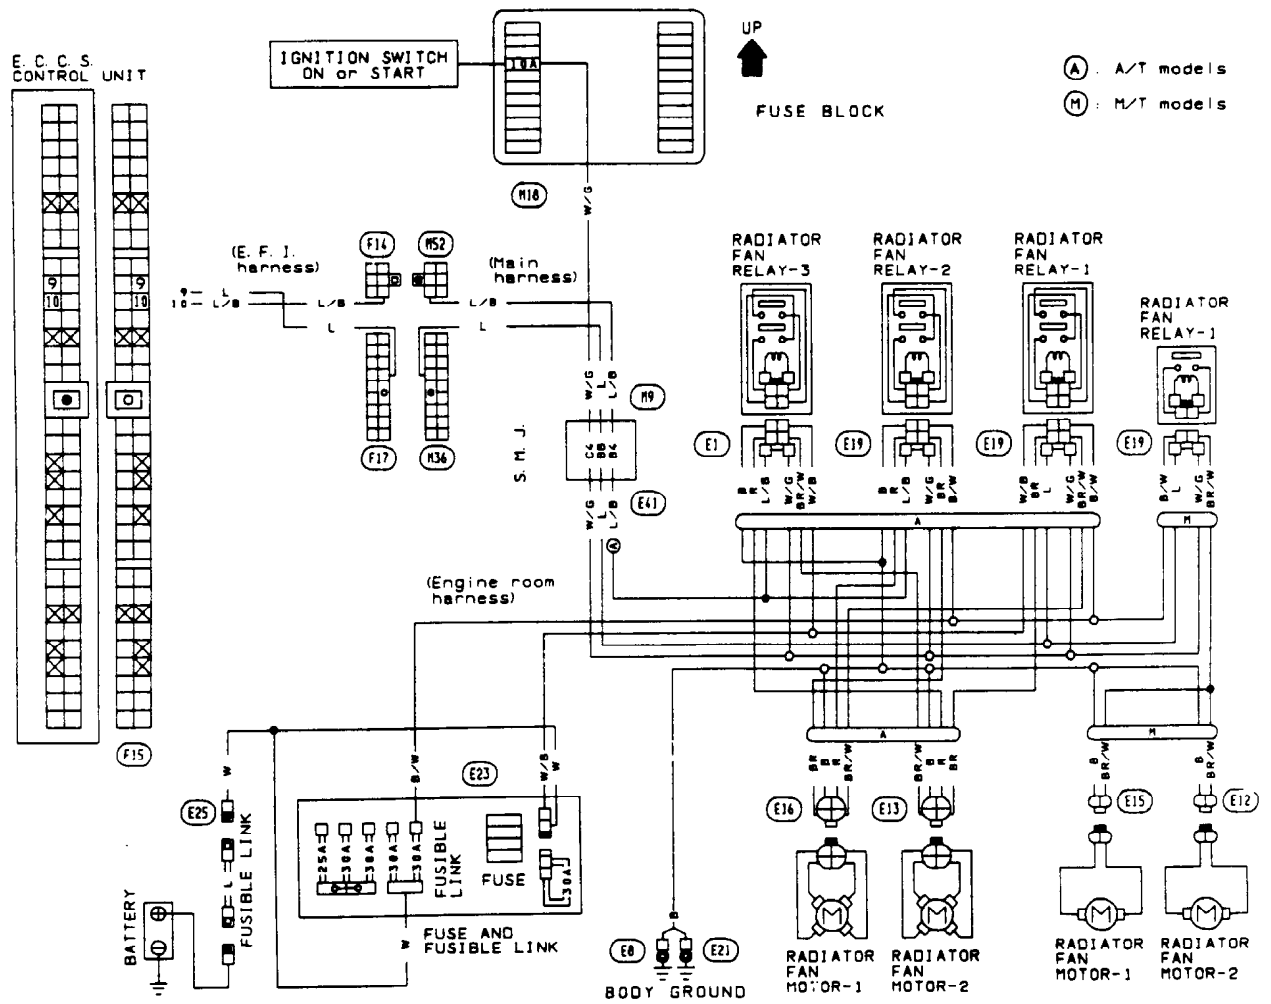 E. C. C. S.
CONTROL UNIT
9
10
9
10
F15
IGNITION SWITCH
ON or START
10A
UP
FUSE BLOCK
A : A/T models
M : M/T models
M18
W/G
(E. F. I.
harness)
F14
M52
(Main
harness)
9
L
10
L/B
L/B
L/B
L
L
F17
M36
W/G
L
L/B
M9
S. M. J.
C4
B5
B4
W/G
L
L/B
E41
A
(Engine room
harness)
RADIATOR
FAN
RELAY-3
RADIATOR
FAN
RELAY-2
RADIATOR
FAN
RELAY-1
RADIATOR
FAN
RELAY-1
E1
E19
E19
E19
B
R
L/B
W/G
BR/W
W/B
B
R
L/B
W/G
BR
B/W
W/B
BR
L
W/G
BR/W
B/W
B/W
L
W/G
BR/W
A
M
W
E25
FUSIBLE LINK
L
BATTERY
B/W
E23
W/B
W
25A
30A
30A
30A
30A
FUSIBLE
LINK
FUSE
30A
W
FUSE AND
FUSIBLE LINK
B
E8
E21
BODY GROUND
A
M
BR
B
R
BR/W
BR/W
B
R
BR
B
BR/W
B
BR/W
E16
E13
E15
E12
M
M
M
M
RADIATOR
FAN
MOTOR-1
RADIATOR
FAN
MOTOR-2
RADIATOR
FAN
MOTOR-1
RADIATOR
FAN
MOTOR-2